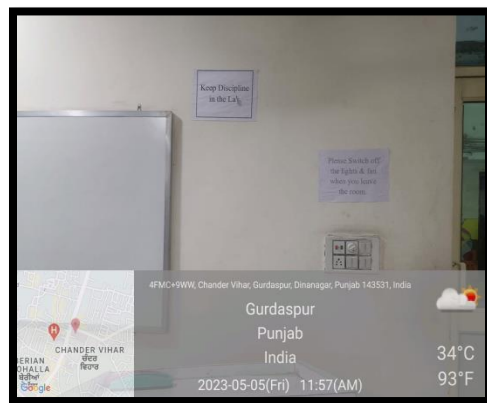 Keep Discipline
in the Lab
Please Switch off
the lights & fan
when you leave
the room.
4FMC+9WW, Chander Vihar, Gurdaspur, Dinanagar, Punjab 143531, India
Gurdaspur
Punjab
India
2023-05-05(Fri) 11:57(AM)
34°C
93°F
H
CHANDER VIHAR
ਚੰਦਰ
ਵਿਹਾਰ
BERIAN
MOHALLA
Google